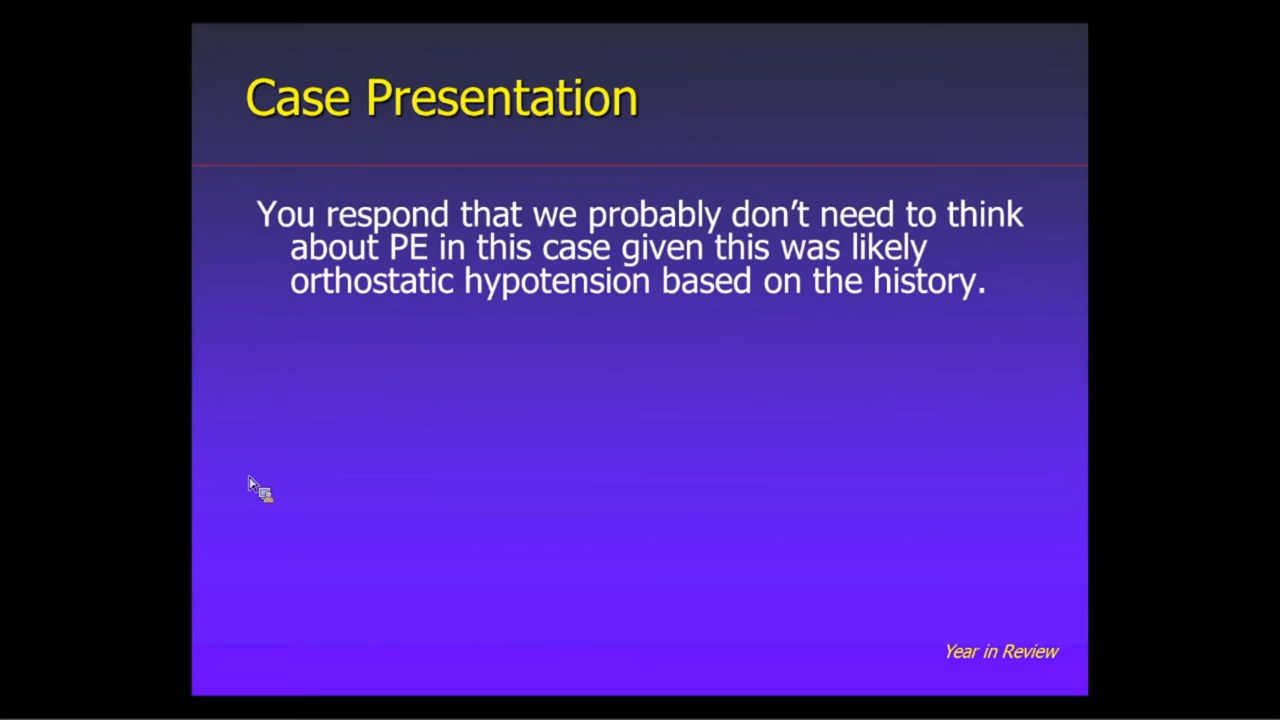 Case Presentation
You respond that we probably don’t need to think
about PE in this case given this was likely
orthostatic hypotension based on the history.
Year in Review